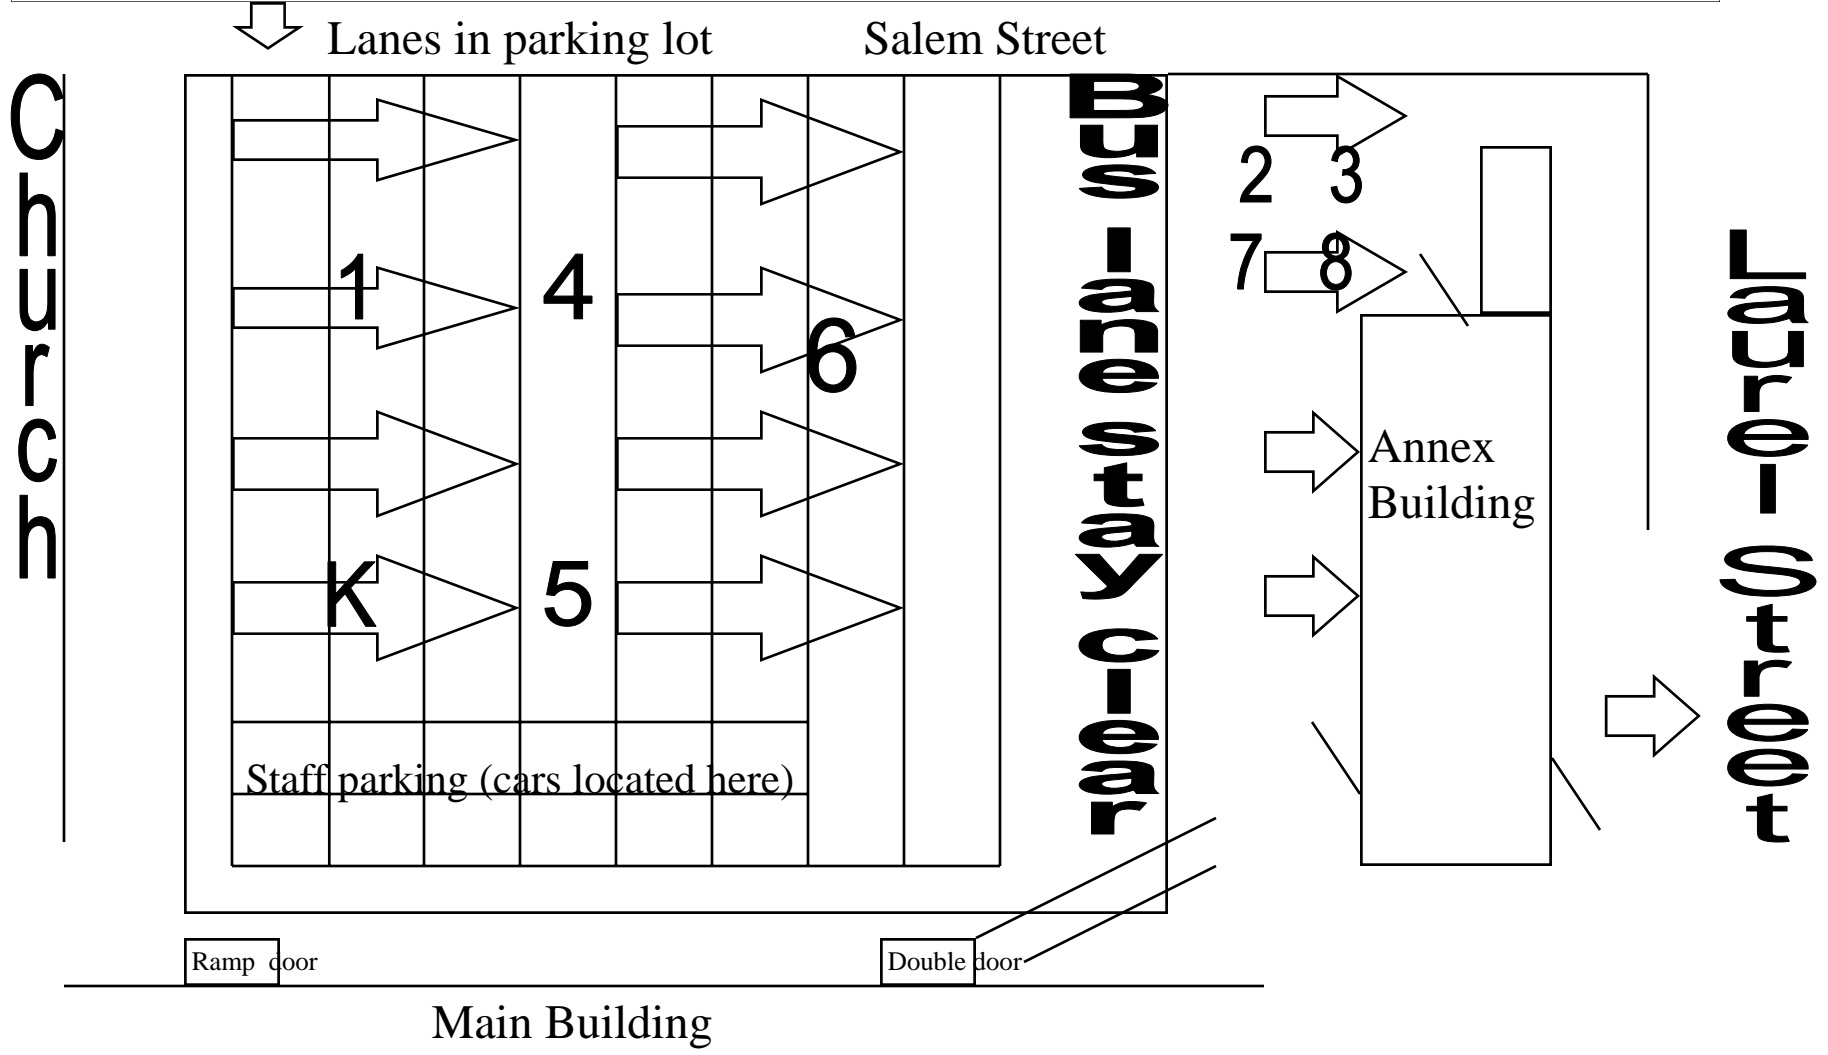 Lanes in parking lot
Salem Street
Church
Bus lane stay clear
2 3
7 8
1
4
6
Laurel Street
Annex
Building
K
5
Staff parking (cars located here)
Ramp door
Double door
Main Building